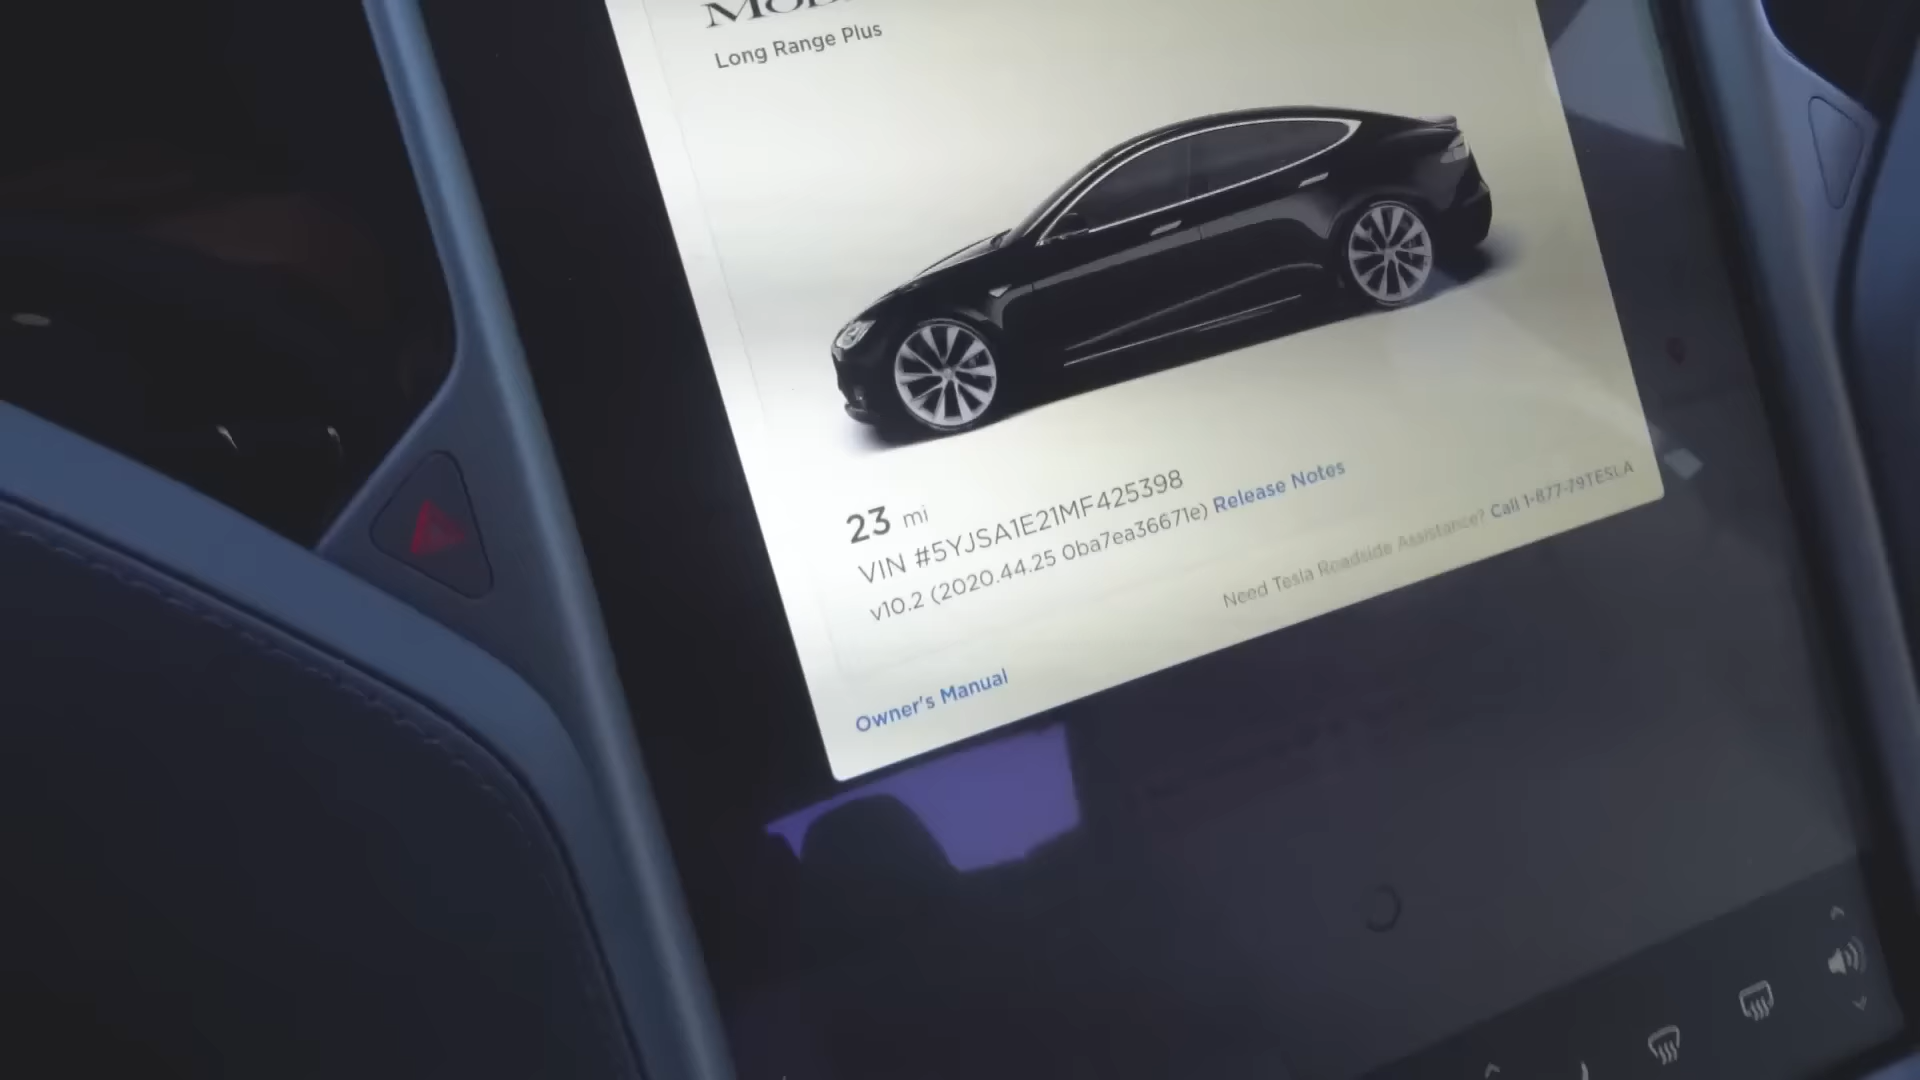 Long Range Plus
23 mi
VIN #5YJSA1E21MF425398
v10.2 (2020.44.25 0ba7ea36671e) Release Notes
Need Tesla Roadside Assistance? Call 1-877-79TESLA
Owner's Manual